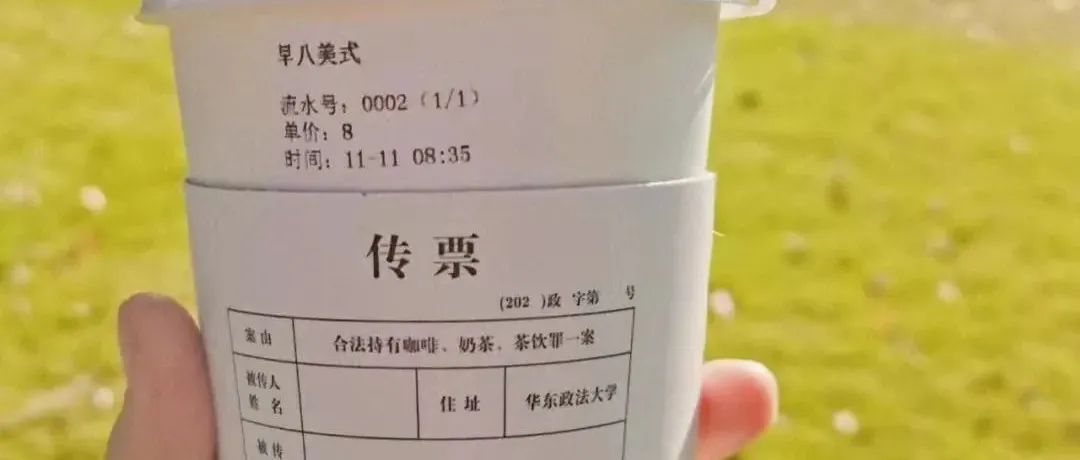 早八美式
流水号：0002（1/1）
单价：8
时间：11-11 08:35
传票
(202 )政 字第 号
案由 合法持有咖啡、奶茶、茶饮罪一案
被传人姓名 住址 华东政法大学
被传